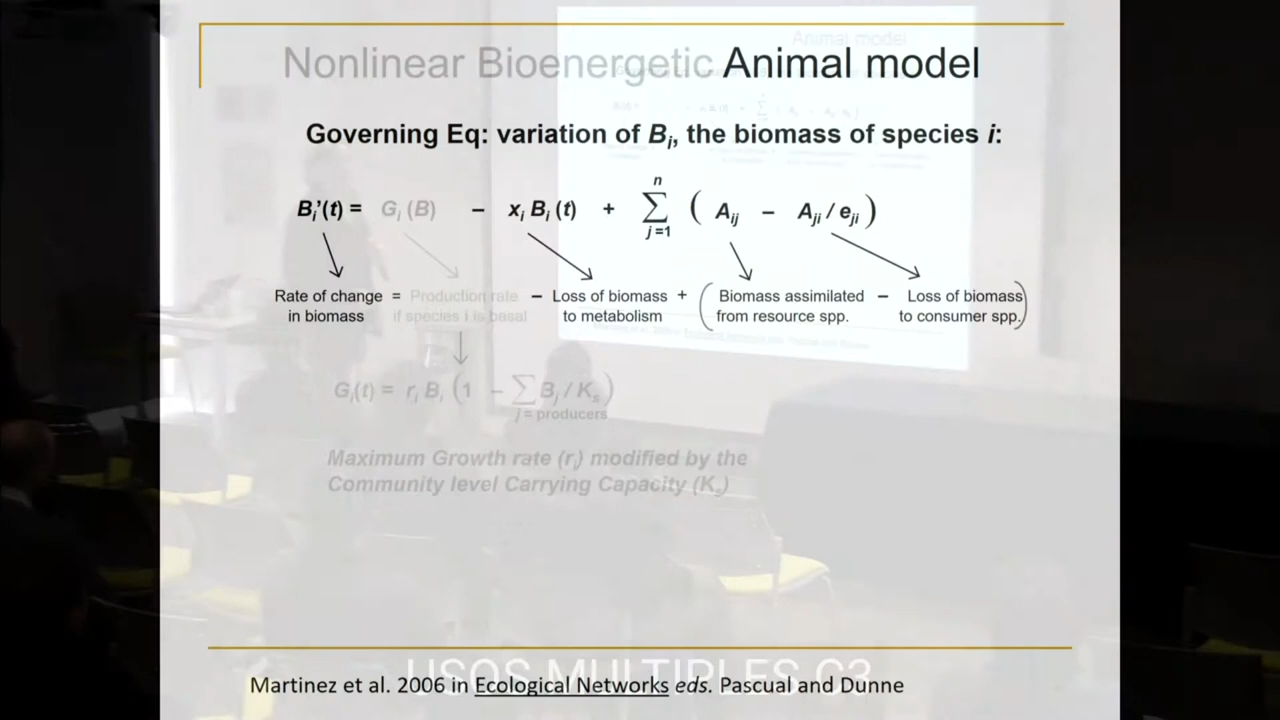 Nonlinear Bioenergetic Animal model
Governing Eq: variation of Bi, the biomass of species i:
Bi'(t) = Gi (B) – xi Bi (t) + n∑j=1 ( Aij – Aji / eji )
Rate of change = Production rate – Loss of biomass + ( Biomass assimilated – Loss of biomass
in biomass if species i is basal to metabolism from resource spp. to consumer spp.)
Gi(t) = ri Bi (1 – ∑ Bj / Ks)
j = producers
Maximum Growth rate (ri) modified by the
Community level Carrying Capacity (Ks)
USOS MULTIPLES C3
Martinez et al. 2006 in Ecological Networks eds. Pascual and Dunne
Animal model